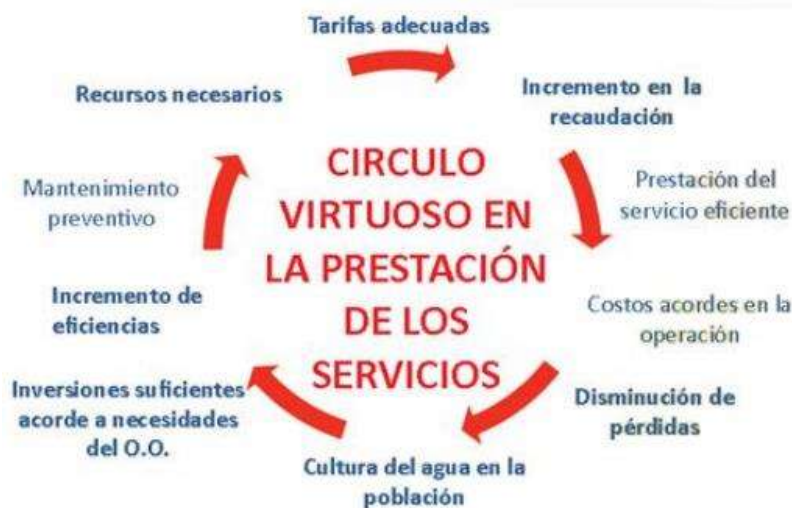 Tarifas adecuadas
Recursos necesarios
Incremento en la
recaudación
CIRCULO
VIRTUOSO EN
LA PRESTACIÓN
DE LOS
SERVICIOS
Mantenimiento
preventivo
Prestación del
servicio eficiente
Incremento de
eficiencias
Costos acordes en la
operación
Inversiones suficientes
acorde a necesidades
del O.O.
Disminución de
pérdidas
Cultura del agua en la
población